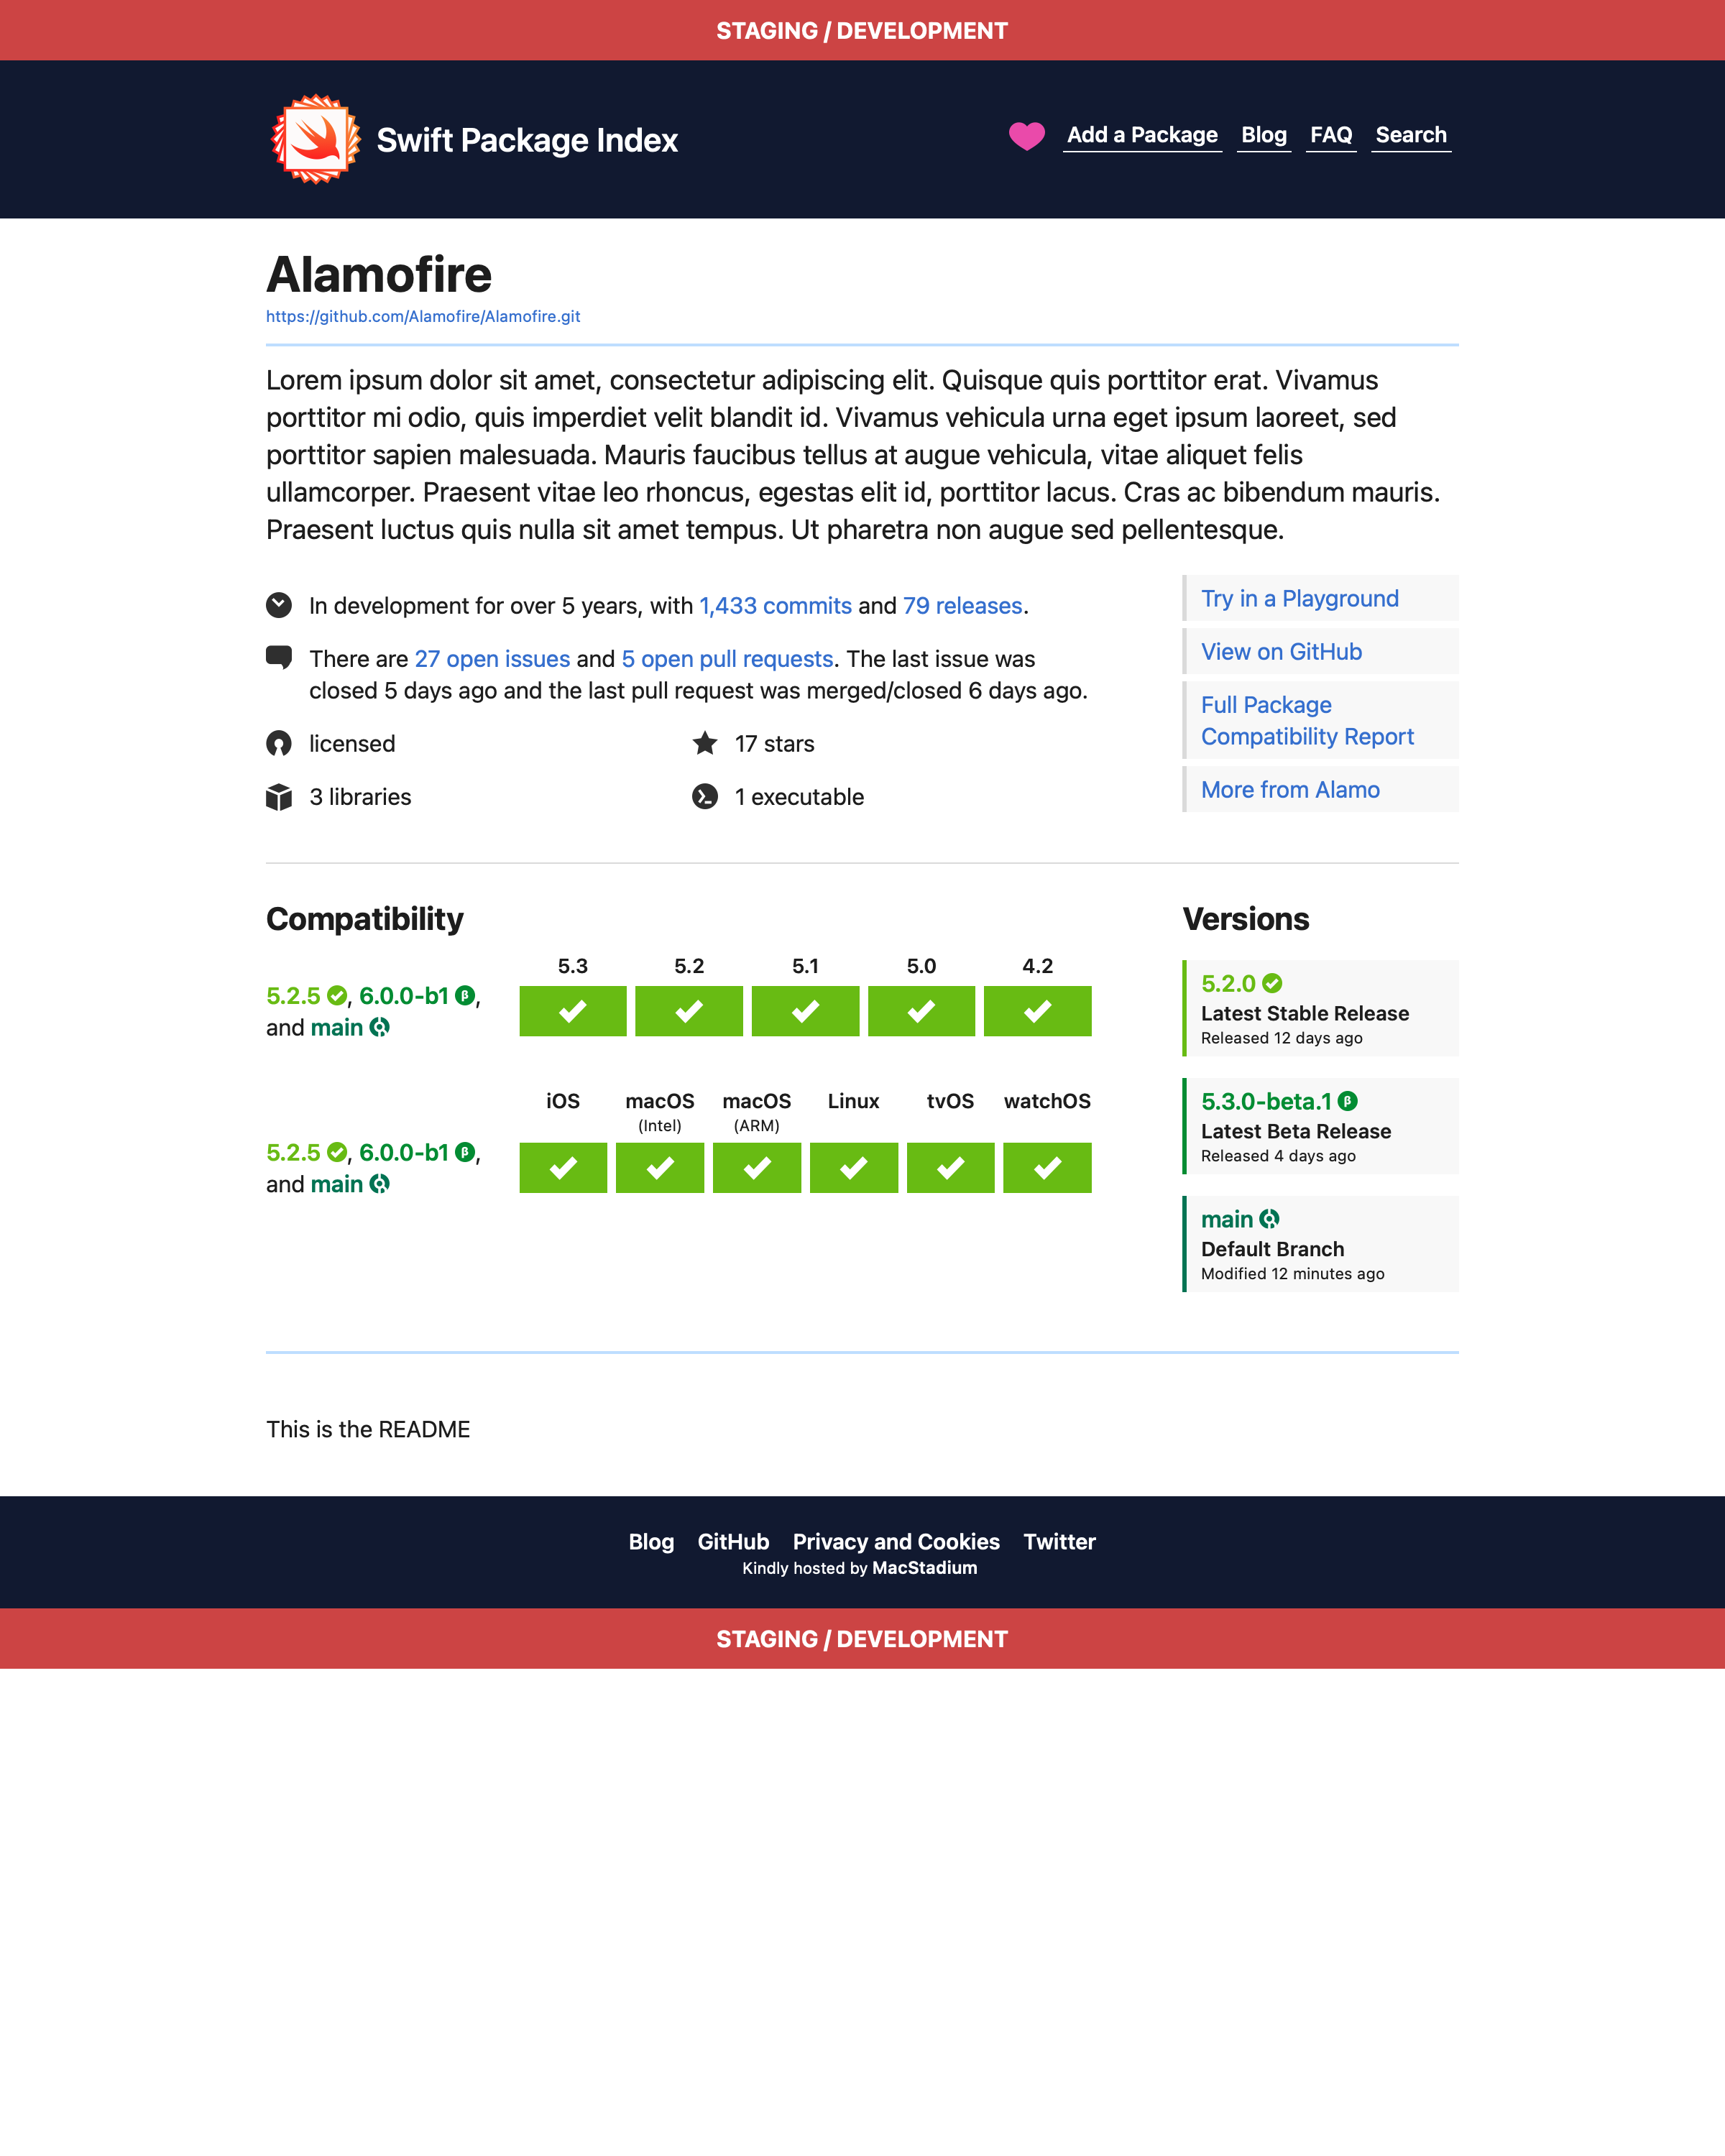 STAGING / DEVELOPMENT
Swift Package Index
Add a Package Blog FAQ Search
Alamofire
https://github.com/Alamofire/Alamofire.git
Lorem ipsum dolor sit amet, consectetur adipiscing elit. Quisque quis porttitor erat. Vivamus
porttitor mi odio, quis imperdiet velit blandit id. Vivamus vehicula urna eget ipsum laoreet, sed
porttitor sapien malesuada. Mauris faucibus tellus at augue vehicula, vitae aliquet felis
ullamcorper. Praesent vitae leo rhoncus, egestas elit id, porttitor lacus. Cras ac bibendum mauris.
Praesent luctus quis nulla sit amet tempus. Ut pharetra non augue sed pellentesque.
In development for over 5 years, with 1,433 commits and 79 releases.
There are 27 open issues and 5 open pull requests. The last issue was
closed 5 days ago and the last pull request was merged/closed 6 days ago.
licensed
17 stars
3 libraries
1 executable
Try in a Playground
View on GitHub
Full Package
Compatibility Report
More from Alamo
Compatibility
5.3 5.2 5.1 5.0 4.2
5.2.5, 6.0.0-b1 β,
and main
iOS macOS macOS Linux tvOS watchOS
(Intel) (ARM)
5.2.5, 6.0.0-b1 β,
and main
Versions
5.2.0
Latest Stable Release
Released 12 days ago
5.3.0-beta.1 β
Latest Beta Release
Released 4 days ago
main
Default Branch
Modified 12 minutes ago
This is the README
Blog GitHub Privacy and Cookies Twitter
Kindly hosted by MacStadium
STAGING / DEVELOPMENT